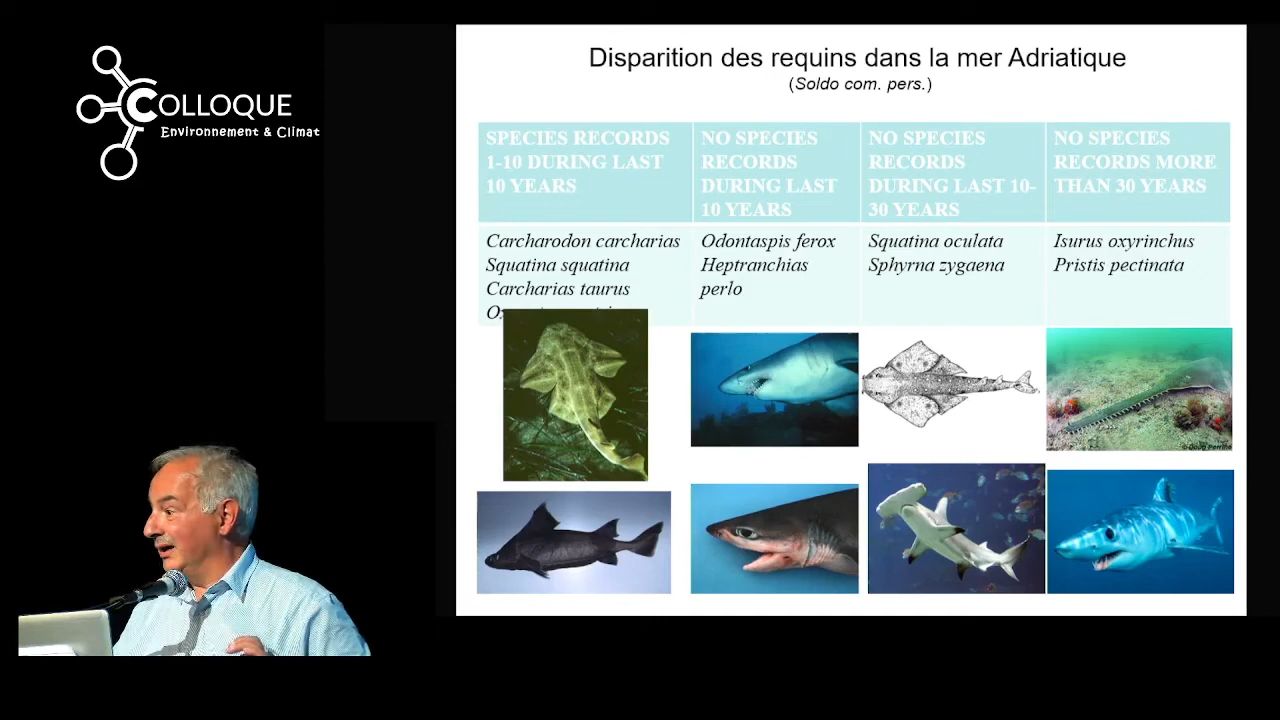 COLLOQUE
Environnement & Climat
Disparition des requins dans la mer Adriatique
(Soldo com. pers.)
SPECIES RECORDS
1-10 DURING LAST
10 YEARS
NO SPECIES
RECORDS
DURING LAST
10 YEARS
NO SPECIES
RECORDS
DURING LAST 10-
30 YEARS
NO SPECIES
RECORDS MORE
THAN 30 YEARS
Carcharodon carcharias
Squatina squatina
Carcharias taurus
Odontaspis ferox
Heptranchias
perlo
Squatina oculata
Sphyrna zygaena
Isurus oxyrinchus
Pristis pectinata